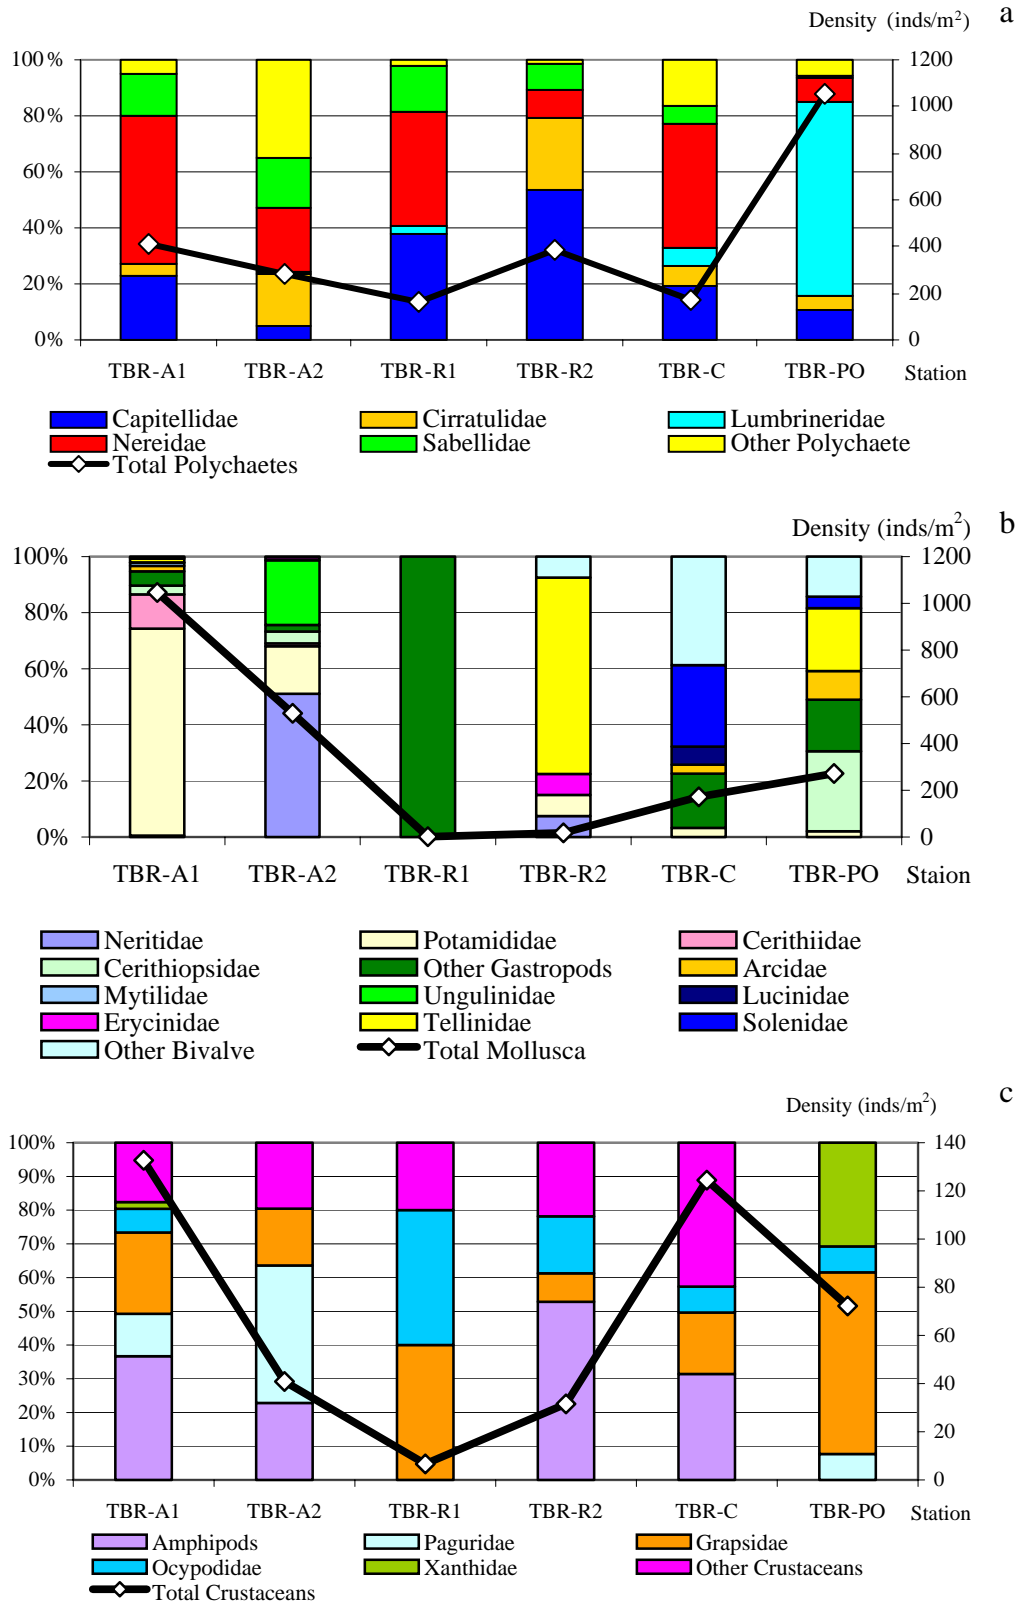 Density (inds/m²) a
100% 1200
80% 1000
60% 800
40% 600
20% 400
0% 200
0
TBR-A1 TBR-A2 TBR-R1 TBR-R2 TBR-C TBR-PO Station
Capitellidae Cirratulidae Lumbrineridae
Nereidae Sabellidae Other Polychaete
Total Polychaetes
Density (inds/m²) b
100% 1200
80% 1000
60% 800
40% 600
20% 400
0% 200
0
TBR-A1 TBR-A2 TBR-R1 TBR-R2 TBR-C TBR-PO Staion
Neritidae Potamididae Cerithiidae
Cerithiopsidae Other Gastropods Arcidae
Mytilidae Ungulinidae Lucinidae
Erycinidae Tellinidae Solenidae
Other Bivalve Total Mollusca
Density (inds/m²) c
100% 140
90% 120
80% 100
70% 80
60% 60
50% 40
40% 20
30% 0
20%
10%
0%
TBR-A1 TBR-A2 TBR-R1 TBR-R2 TBR-C TBR-PO Station
Amphipods Paguridae Grapsidae
Ocypodidae Xanthidae Other Crustaceans
Total Crustaceans